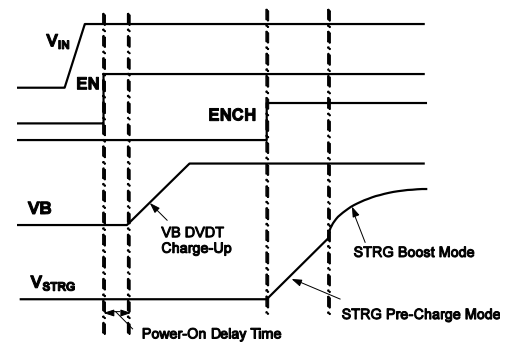 VIN
EN
ENCH
VB
VB DVDT
Charge-Up
STRG Boost Mode
VSTRG
STRG Pre-Charge Mode
Power-On Delay Time